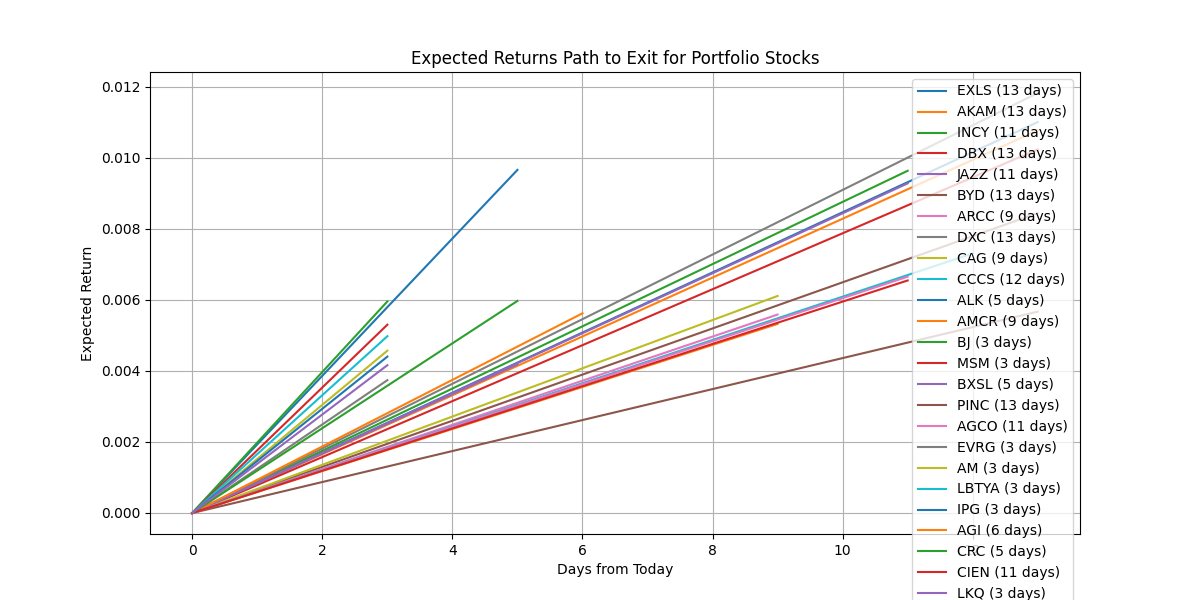 Expected Returns Path to Exit for Portfolio Stocks
Expected Return
0.012
0.010
0.008
0.006
0.004
0.002
0.000
0
2
4
6
8
10
Days from Today
EXLS (13 days)
AKAM (13 days)
INCY (11 days)
DBX (13 days)
JAZZ (11 days)
BYD (13 days)
ARCC (9 days)
DXC (13 days)
CAG (9 days)
CCCS (12 days)
ALK (5 days)
AMCR (9 days)
BJ (3 days)
MSM (3 days)
BXSL (5 days)
PINC (13 days)
AGCO (11 days)
EVRG (3 days)
AM (3 days)
LBTYA (3 days)
IPG (3 days)
AGI (6 days)
CRC (5 days)
CIEN (11 days)
LKQ (3 days)